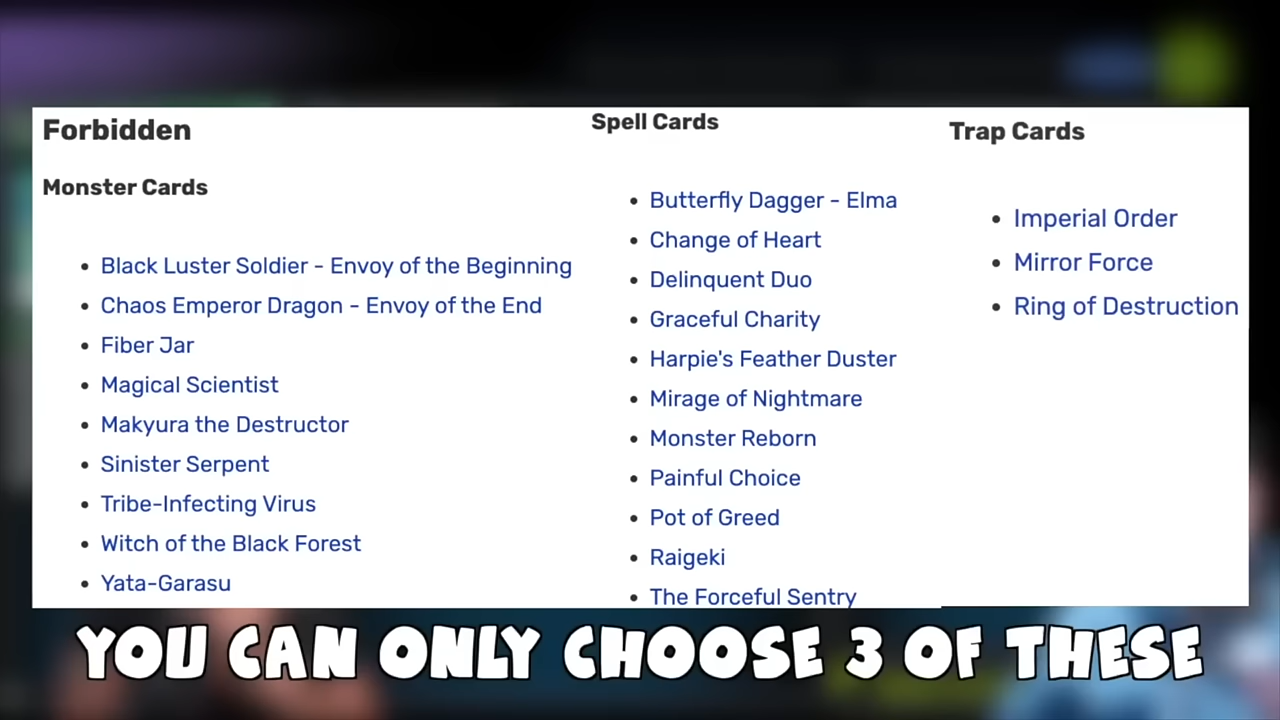 Forbidden
Monster Cards
Black Luster Soldier - Envoy of the Beginning
Chaos Emperor Dragon - Envoy of the End
Fiber Jar
Magical Scientist
Makyura the Destructor
Sinister Serpent
Tribe-Infecting Virus
Witch of the Black Forest
Yata-Garasu
Spell Cards
Butterfly Dagger - Elma
Change of Heart
Delinquent Duo
Graceful Charity
Harpie's Feather Duster
Mirage of Nightmare
Monster Reborn
Painful Choice
Pot of Greed
Raigeki
The Forceful Sentry
Trap Cards
Imperial Order
Mirror Force
Ring of Destruction
YOU CAN ONLY CHOOSE 3 OF THESE